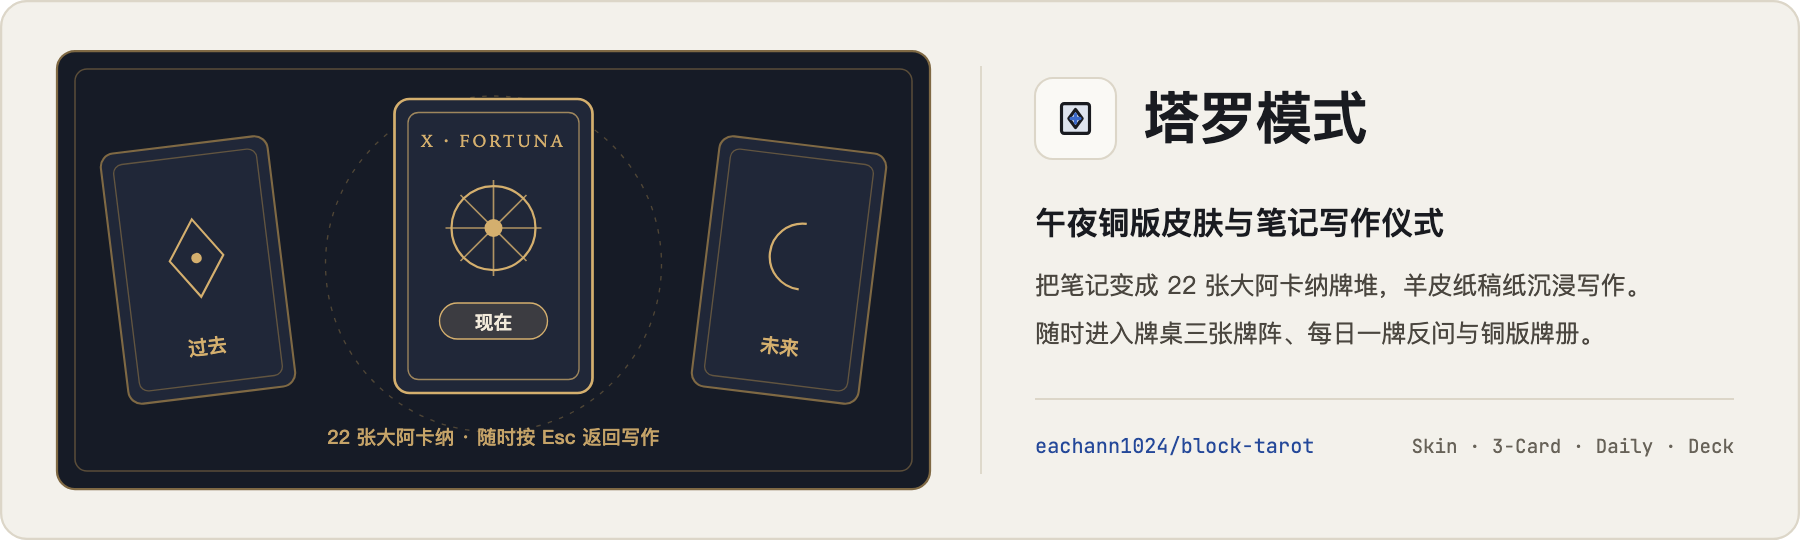 X · FORTUNA
过去
现在
未来
22 张大阿卡纳 · 随时按 Esc 返回写作
塔罗模式
午夜铜版皮肤与笔记写作仪式
把笔记变成 22 张大阿卡纳牌堆，羊皮纸稿纸沉浸写作。
随时进入牌桌三张牌阵、每日一牌反问与铜版牌册。
eachann1024/block-tarot
Skin · 3-Card · Daily · Deck